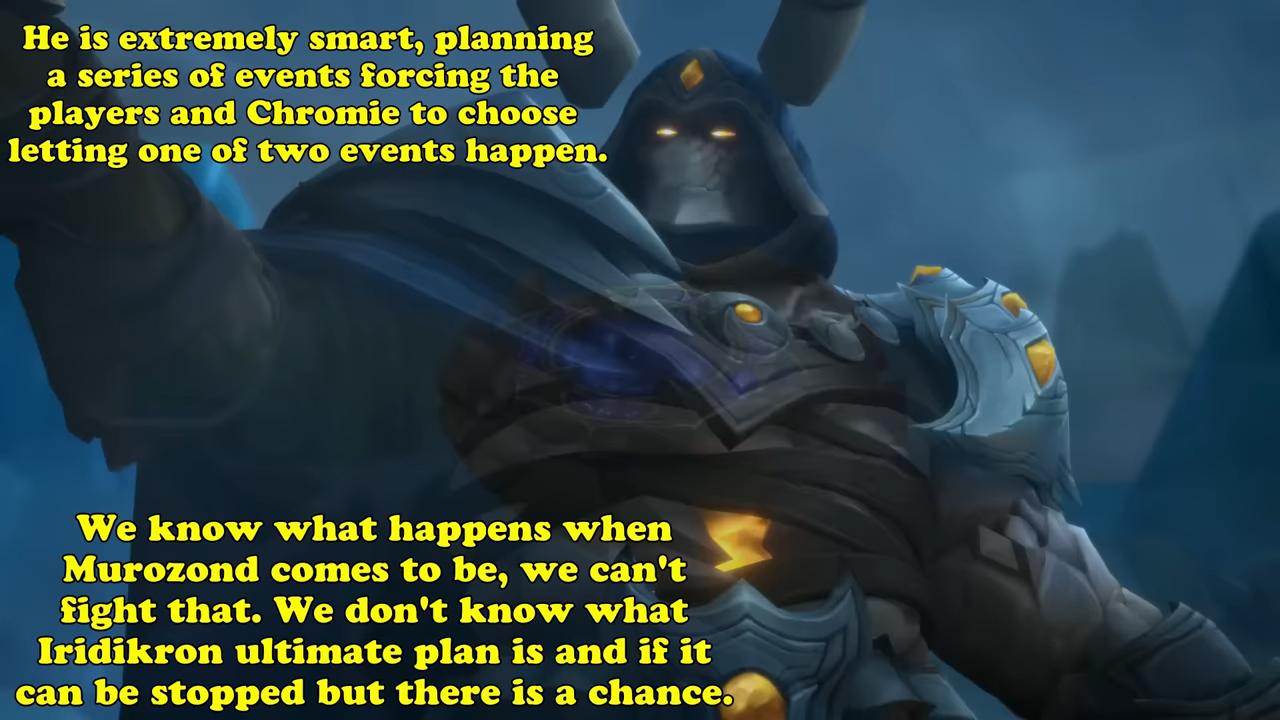 He is extremely smart, planning
a series of events forcing the
players and Chromie to choose
letting one of two events happen.
We know what happens when
Murozond comes to be, we can't
fight that. We don't know what
Iridikron ultimate plan is and if it
can be stopped but there is a chance.